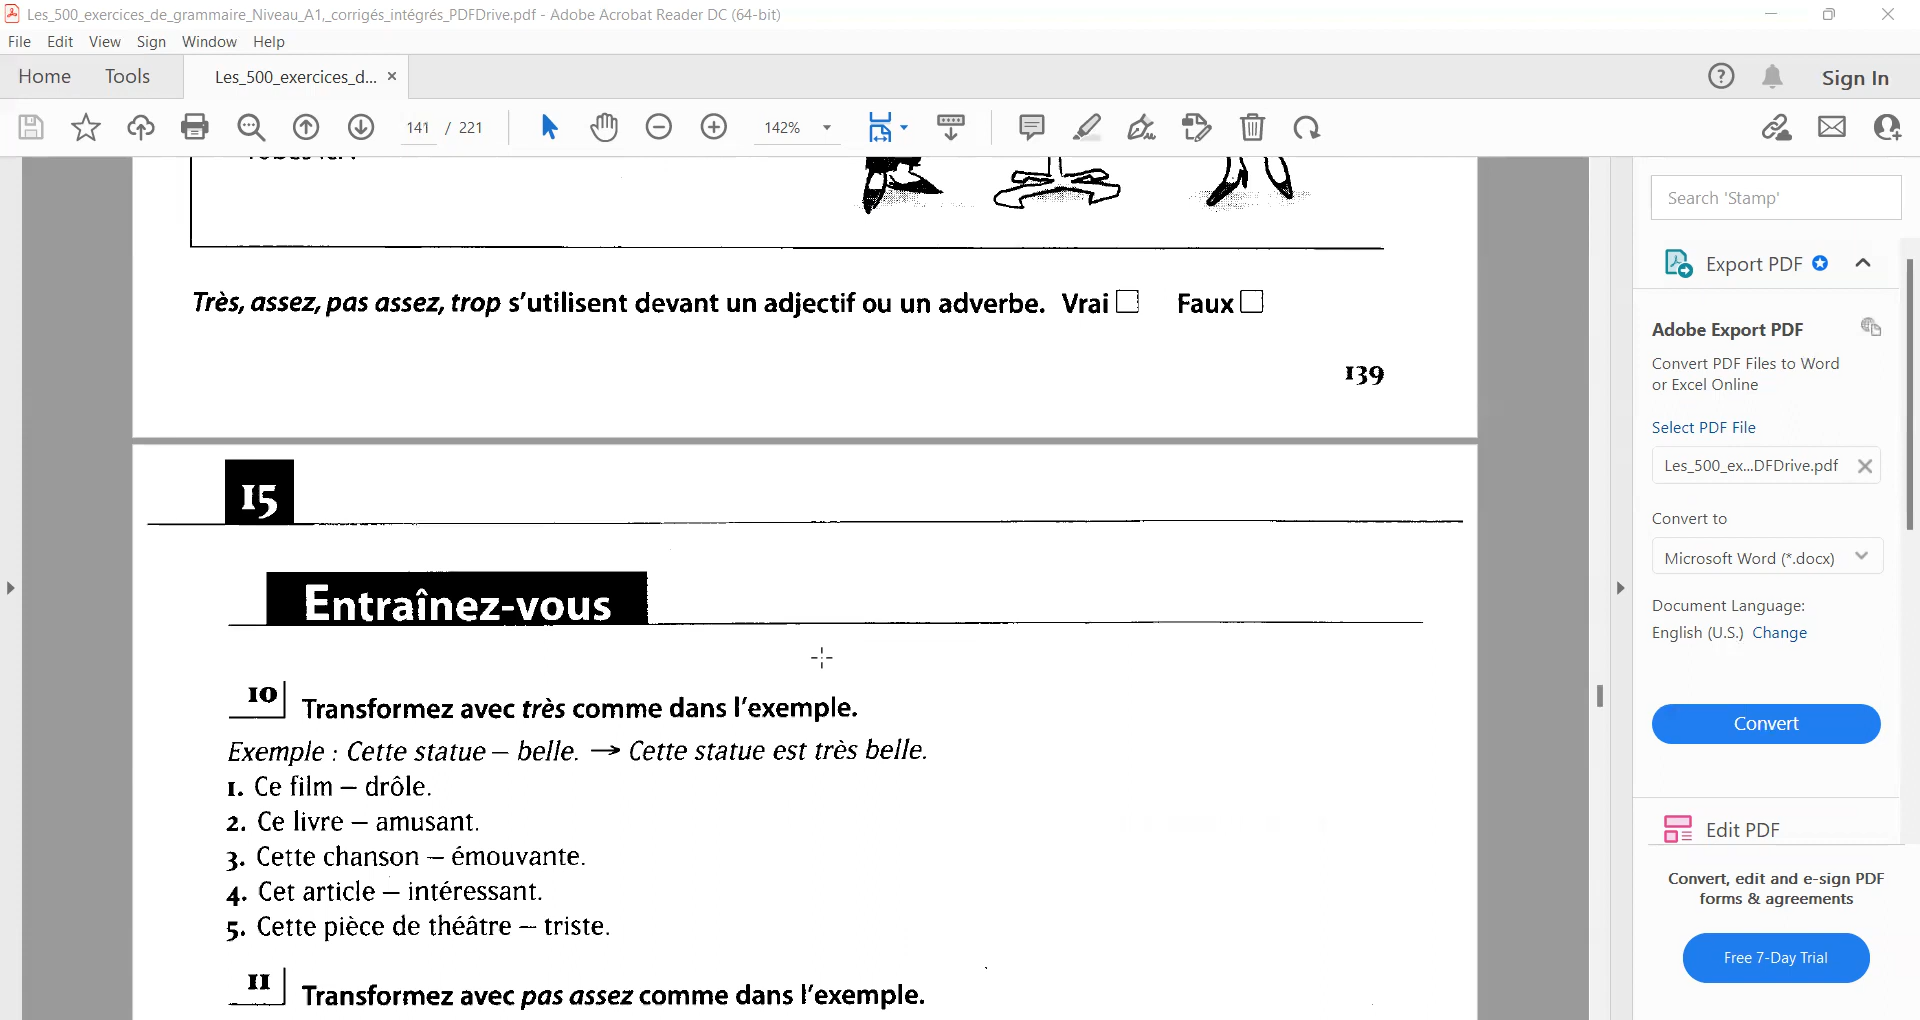 Les_500_exercices_de_grammaire_Niveau_A1,_corrigés_intégrés_PDFDrive.pdf - Adobe Acrobat Reader DC (64-bit)
File Edit View Sign Window Help
Home Tools Les_500_exercices_d... × Sign In
141 / 221 142%
Très, assez, pas assez, trop s'utilisent devant un adjectif ou un adverbe. Vrai Faux
139
15
Entraînez-vous
10 Transformez avec très comme dans l'exemple.
Exemple : Cette statue – belle. → Cette statue est très belle.
1. Ce film – drôle.
2. Ce livre – amusant.
3. Cette chanson – émouvante.
4. Cet article – intéressant.
5. Cette pièce de théâtre – triste.
11 Transformez avec pas assez comme dans l'exemple.
Search 'Stamp'
Export PDF
Adobe Export PDF
Convert PDF Files to Word
or Excel Online
Select PDF File
Les_500_ex...DFDrive.pdf
Convert to
Microsoft Word (*.docx)
Document Language:
English (U.S.) Change
Convert
Edit PDF
Convert, edit and e-sign PDF
forms & agreements
Free 7-Day Trial